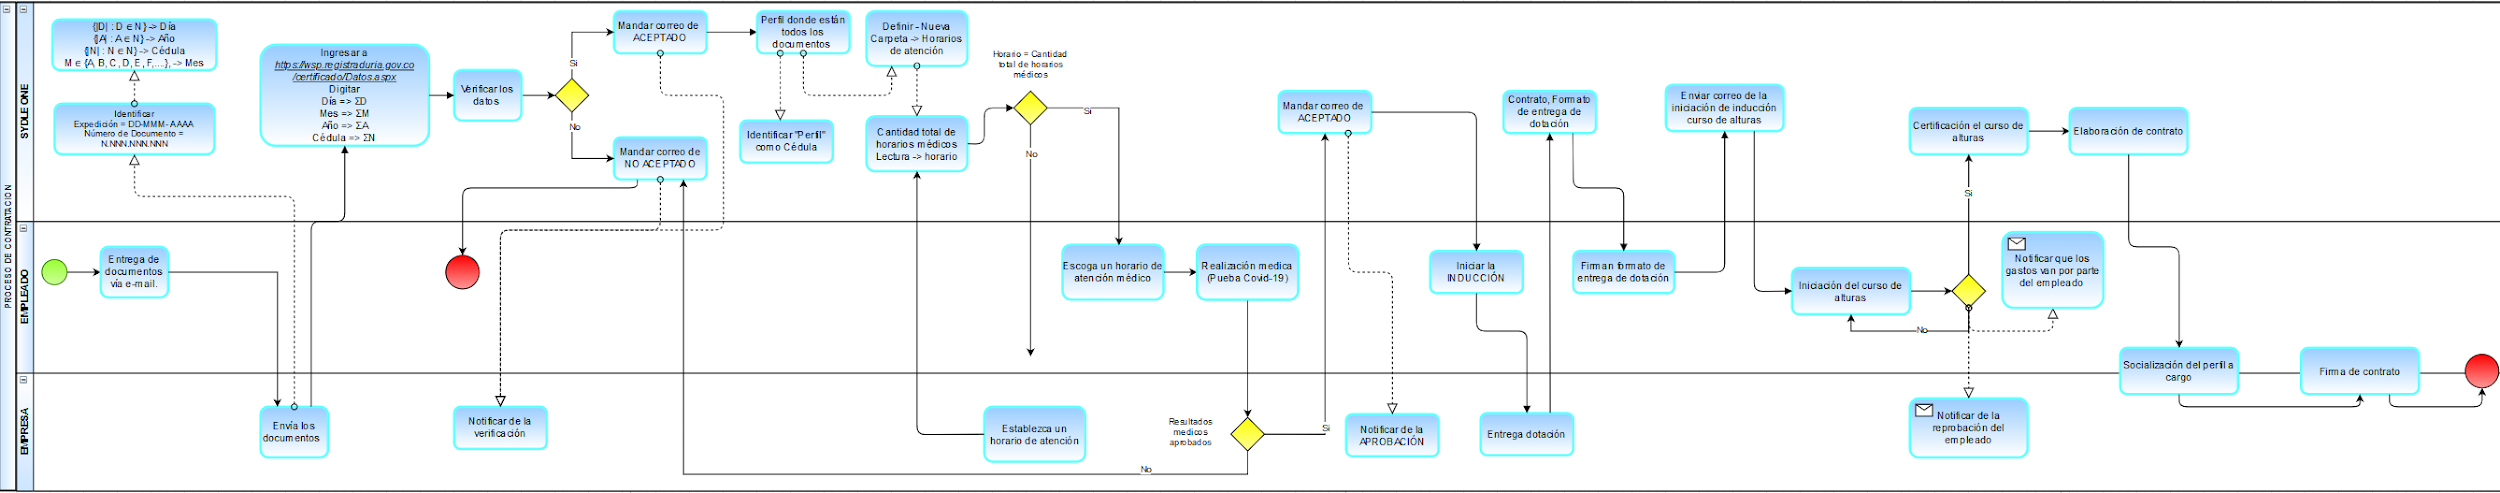 PROCESO DE CONTRATACION
SYDLE ONE
{|D| : D ∈ N} -> Día
{|A| : A ∈ N} -> Año
{|N| : N ∈ N} -> Cédula
M ∈ {A, B, C, D, E, F,....}, -> Mes
Identificar
Expedición = DD-MMM- AAAA
Número de Documento =
N.NNN.NNN.NNN
Ingresar a
https://wsp.registraduria.gov.co
/certificado/Datos.aspx
Digitar
Día => ΣD
Mes => ΣM
Año => ΣA
Cédula => ΣN
Verificar los
datos
Si
No
Mandar correo de
ACEPTADO
Mandar correo de
NO ACEPTADO
Perfil donde están
todos los
documentos
Identificar "Perfil"
como Cédula
Definir - Nueva
Carpeta -> Horarios
de atención
Cantidad total de
horarios médicos
Lectura -> horario
Horario = Cantidad
total de horarios
médicos
Si
No
Mandar correo de
ACEPTADO
Contrato, Formato
de entrega de
dotación
Enviar correo de la
iniciación de inducción
curso de alturas
Certificación el curso de
alturas
Elaboración de contrato
Si
EMPLEADO
Entrega de
documentos
vía e-mail.
Escoga un horario de
atención médico
Realización medica
(Pueba Covid-19)
Iniciar la
INDUCCIÓN
Firman formato de
entrega de dotación
Iniciación del curso de
alturas
No
Notificar que los
gastos van por parte
del empleado
EMPRESA
Envía los
documentos
Notificar de la
verificación
Establezca un
horario de atención
Resultados
medicos
aprobados
Si
No
Notificar de la
APROBACIÓN
Entrega dotación
Notificar de la
reprobación del
empleado
Socialización del perfil a
cargo
Firma de contrato